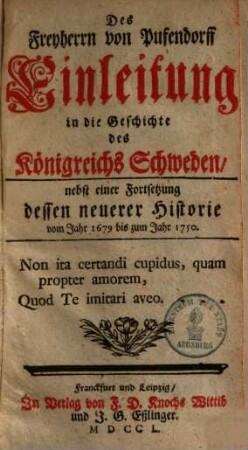 Des
Freyherrn von Pufendorff
Einleitung
in die Geschichte
des
Königreichs Schweden/
nebst einer Fortsetzung
dessen neuerer Historie
vom Jahr 1679 bis zum Jahr 1750.
Non ita certandi cupidus, quam
propter amorem,
Quod Te imitari aveo.
Franckfurt und Leipzig/
In Verlag von F. D. Knochs Wittib
und J. G. Eßlinger.
MDCCL.